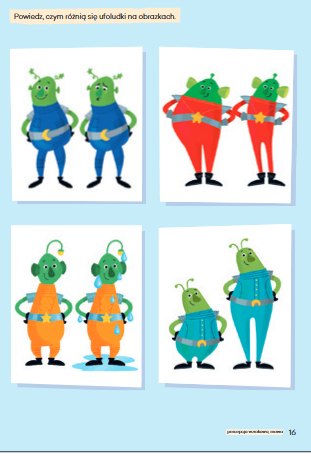 Powiedz, czym różnią się ufoludki na obrazkach.
16